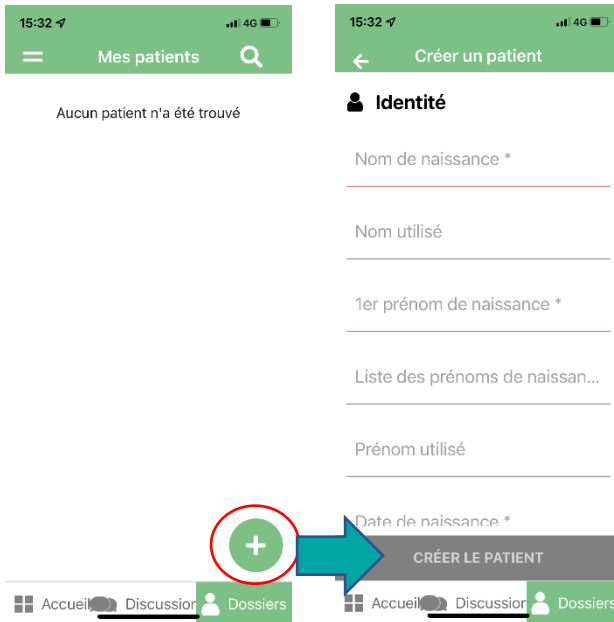 15:32
4G
Mes patients
Aucun patient n'a été trouvé
Accueil
Discussion
Dossiers
15:32
4G
Créer un patient
Identité
Nom de naissance *
Nom utilisé
1er prénom de naissance *
Liste des prénoms de naissan...
Prénom utilisé
Date de naissance *
CRÉER LE PATIENT
Accueil
Discussion
Dossiers